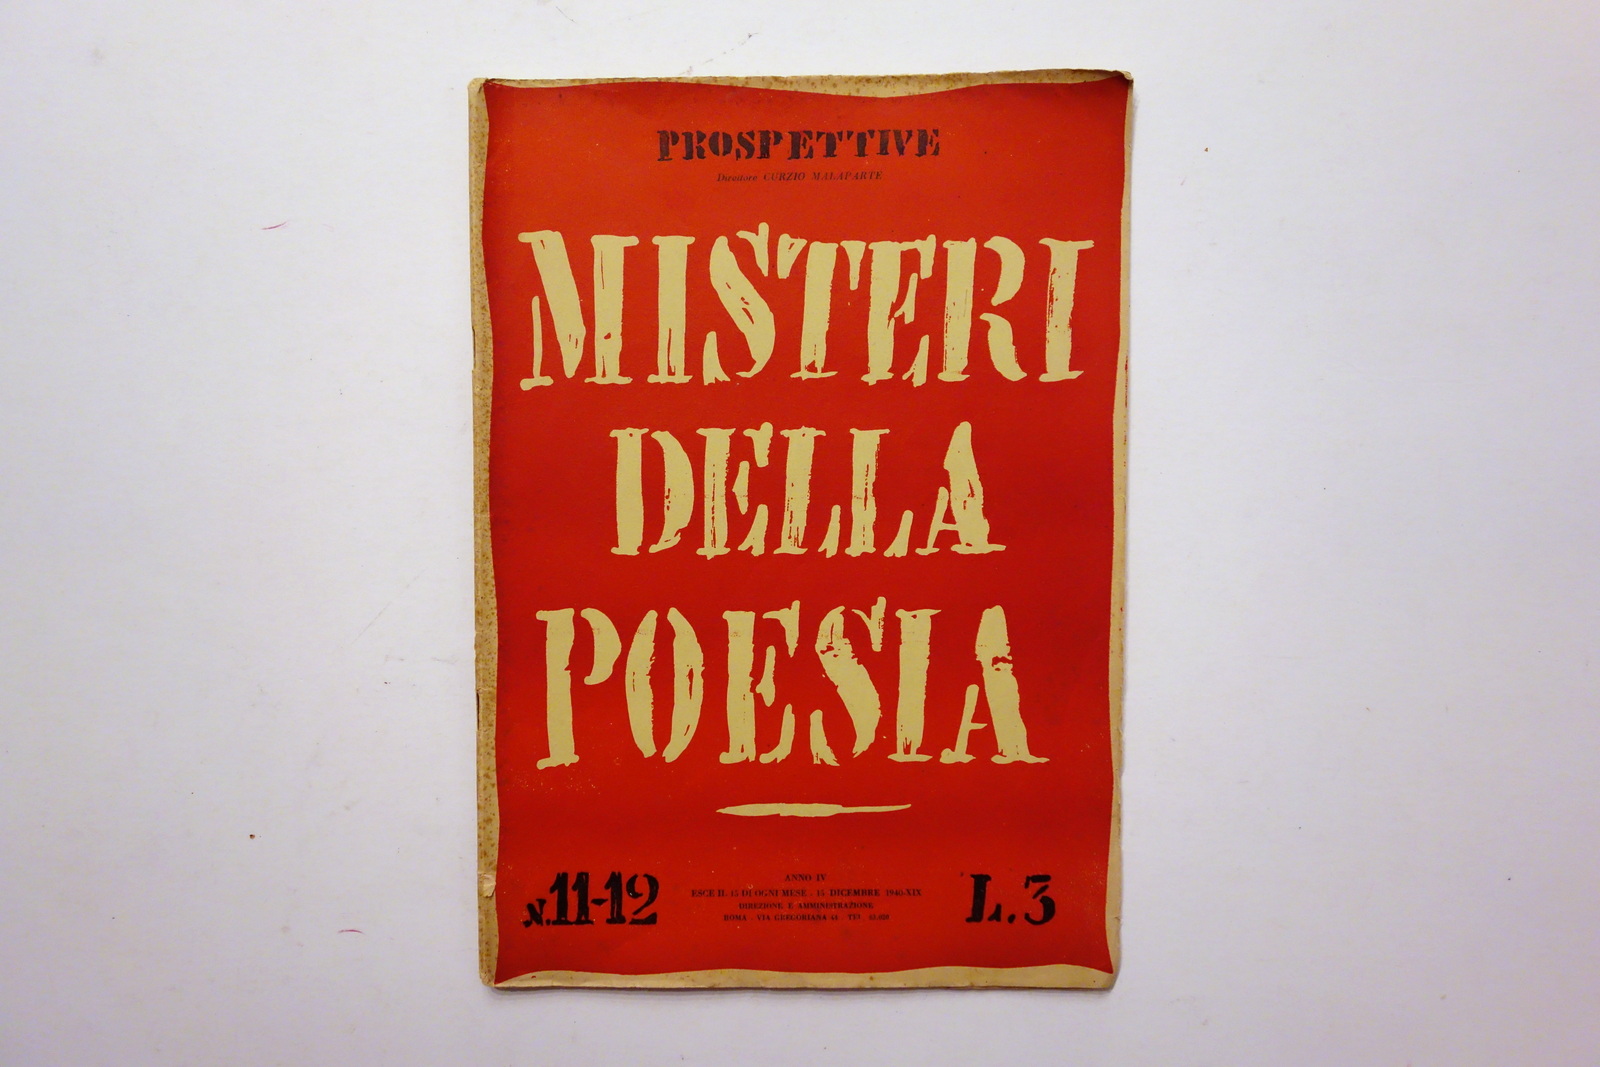 PROSPETTIVE
Direttore CURZIO MALAPARTE
MISTERI
DELLA
POESIA
N. 11-12
ANNO IV
ESCE IL 15 DI OGNI MESE . 15 DICEMBRE 1940-XIX
DIREZIONE E AMMINISTRAZIONE
ROMA - VIA GREGORIANA 44 - TEL.
L. 3